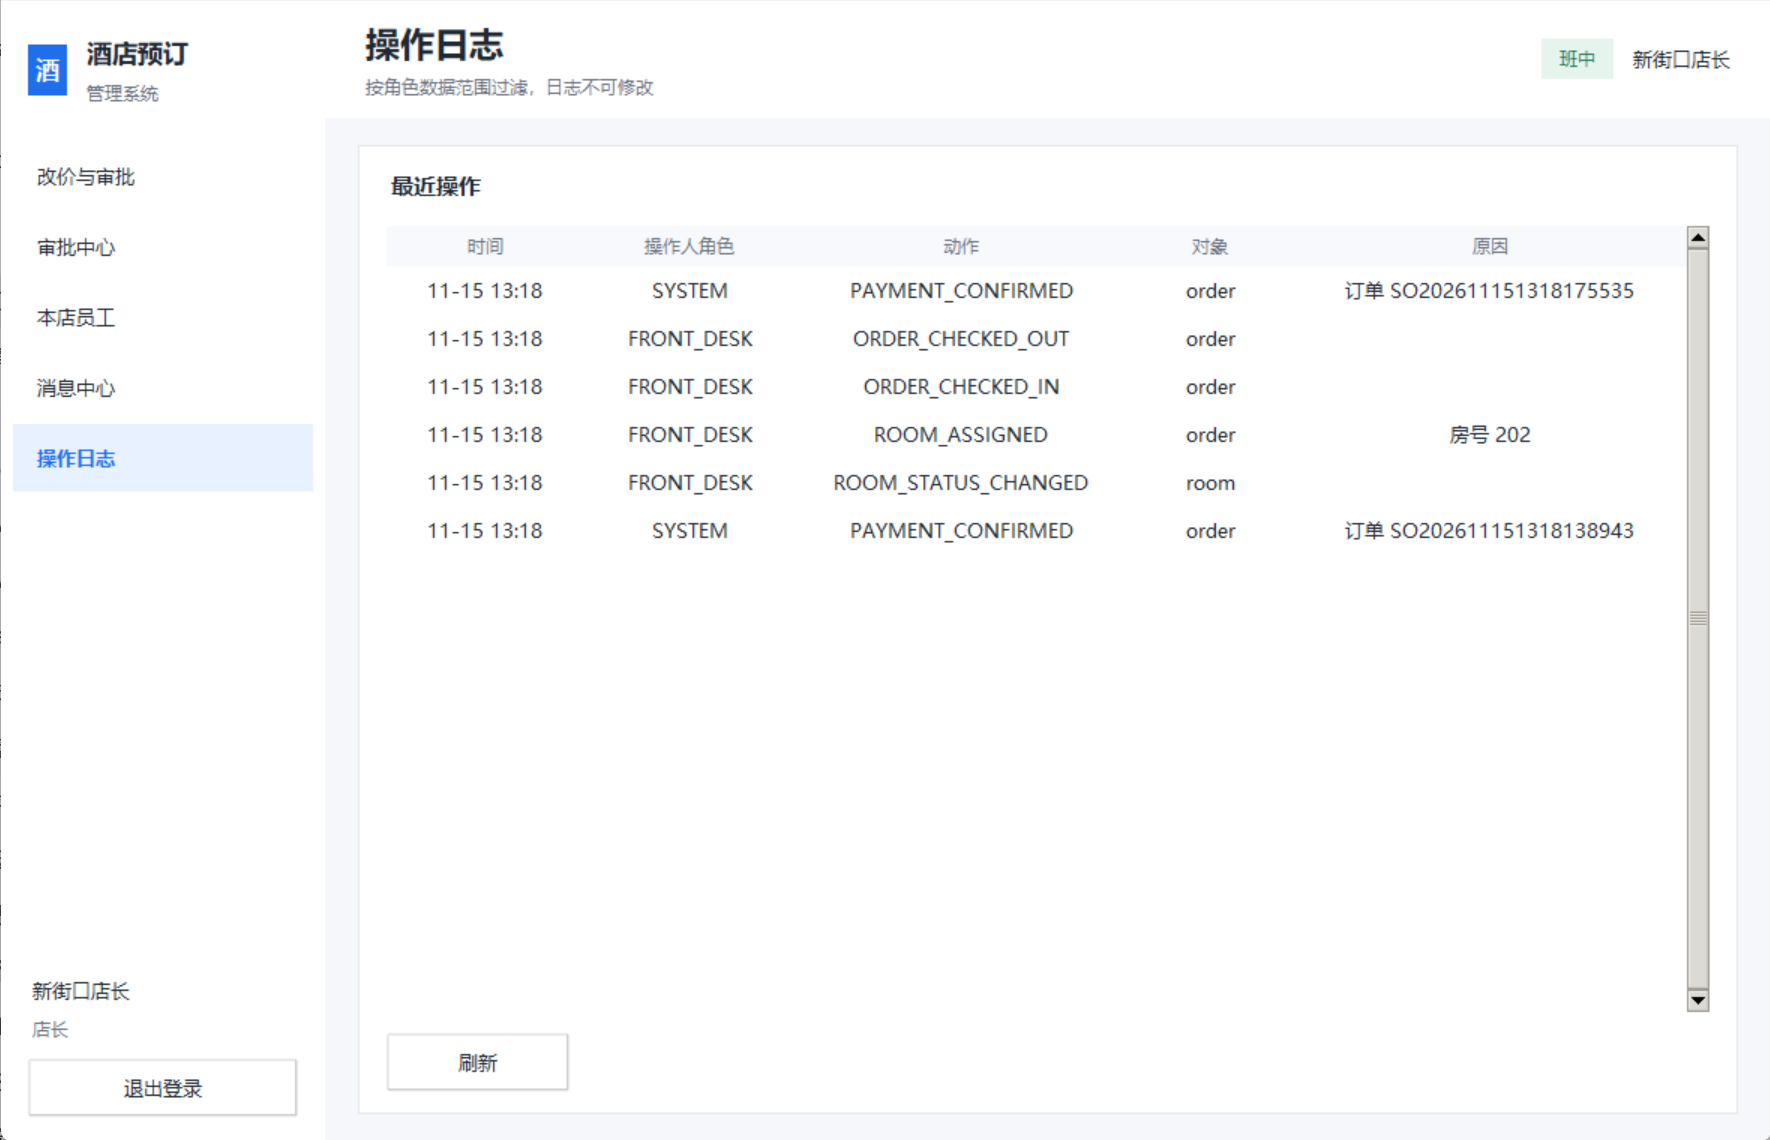 酒
酒店预订
管理系统
操作日志
按角色数据范围过滤，日志不可修改
班中
新街口店长
改价与审批
审批中心
本店员工
消息中心
操作日志
最近操作
时间 操作人角色 动作 对象 原因
11-15 13:18 SYSTEM PAYMENT_CONFIRMED order 订单 SO202611151318175535
11-15 13:18 FRONT_DESK ORDER_CHECKED_OUT order
11-15 13:18 FRONT_DESK ORDER_CHECKED_IN order
11-15 13:18 FRONT_DESK ROOM_ASSIGNED order 房号 202
11-15 13:18 FRONT_DESK ROOM_STATUS_CHANGED room
11-15 13:18 SYSTEM PAYMENT_CONFIRMED order 订单 SO202611151318138943
新街口店长
店长
退出登录
刷新